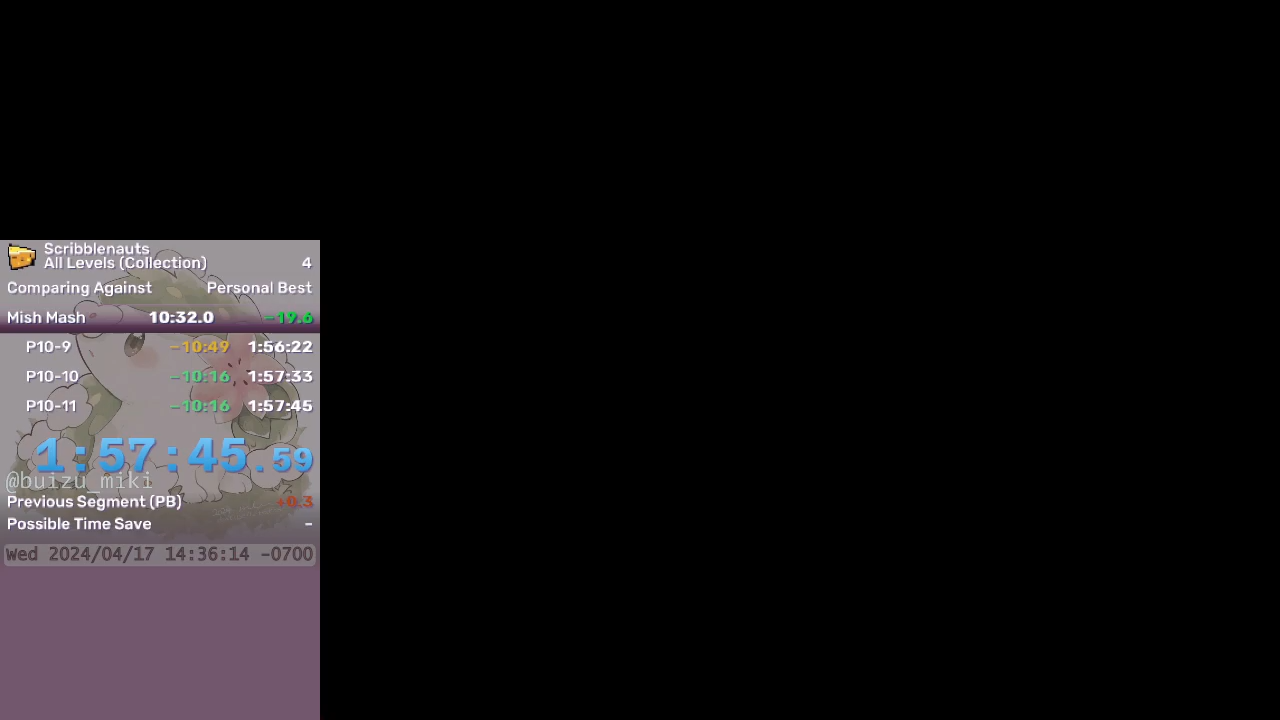 Scribblenauts
All Levels (Collection) 4
Comparing Against Personal Best
Mish Mash 10:32.0 −19.6
P10-9 −10:49 1:56:22
P10-10 −10:16 1:57:33
P10-11 −10:16 1:57:45
1:57:45.59
@buizu_miki
Previous Segment (PB) +0.3
Possible Time Save -
Wed 2024/04/17 14:36:14 -0700